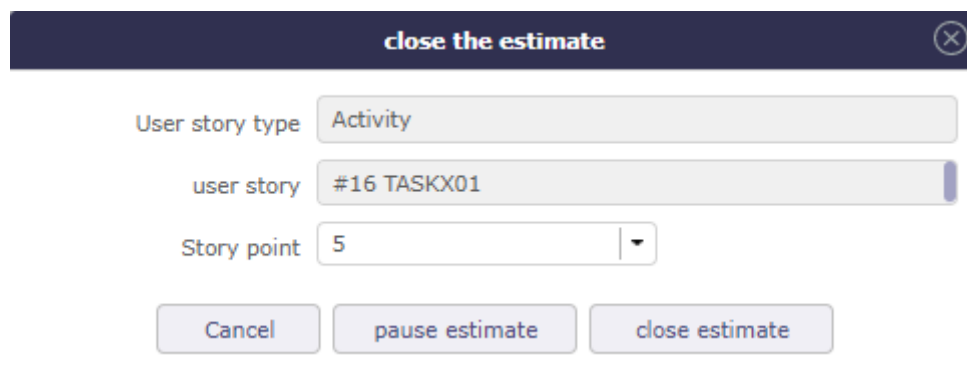 close the estimate
User story type Activity
user story #16 TASKX01
Story point 5
Cancel pause estimate close estimate